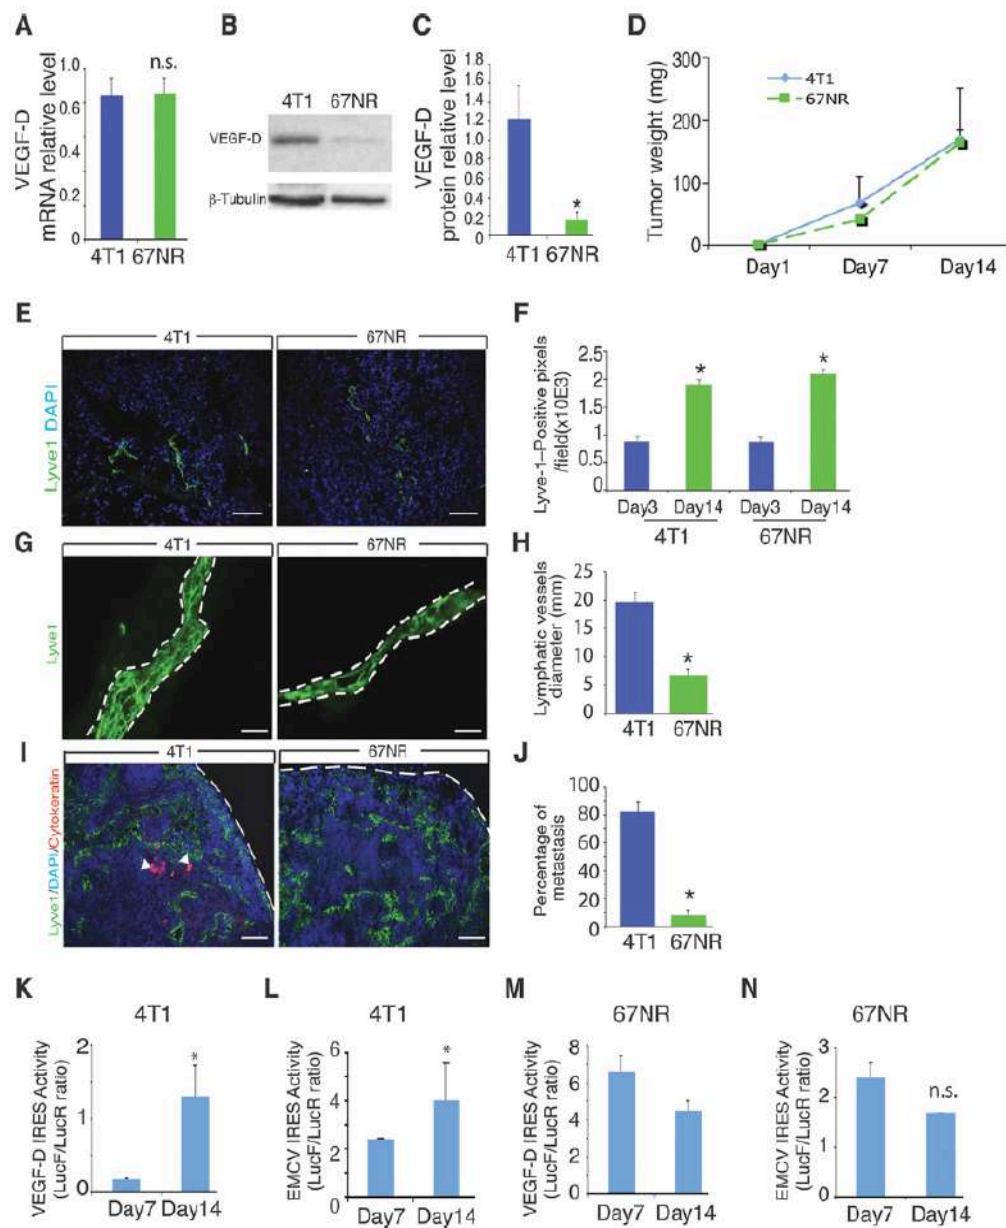 A
VEGF-D
mRNA relative level
1.0
0.6
0.4
0.2
0
n.s.
4T1 67NR
B
4T1 67NR
VEGF-D
β-Tubulin
C
VEGF-D
protein relative level
1.8
1.6
1.4
1.2
1.0
0.8
0.6
0.4
0.2
0
*
4T1 67NR
D
Tumor weight (mg)
300
200
100
0
4T1
67NR
Day1 Day7 Day14
E
4T1 67NR
Lyve1 DAPI
F
Lyve-1–Positive pixels
/field(x10E3)
2.5
2
1.5
1
0.5
0
* *
Day3 Day14 Day3 Day14
4T1 67NR
G
4T1 67NR
Lyve1
H
Lymphatic vessels
diameter (mm)
25
20
15
10
5
0
*
4T1 67NR
I
4T1 67NR
Lyve1/DAPI/Cytokeratin
J
Percentage of
metastasis
100
80
60
40
20
0
*
4T1 67NR
K
4T1
VEGF-D IRES Activity
(LucF/LucR ratio)
2
1
0
*
Day7 Day14
L
4T1
EMCV IRES Activity
(LucF/LucR ratio)
6
4
2
0
*
Day7 Day14
M
67NR
VEGF-D IRES Activity
(LucF/LucR ratio)
8
6
4
2
0
Day7 Day14
N
67NR
EMCV IRES Activity
(LucF/LucR ratio)
3
2
1
0
n.s.
Day7 Day14